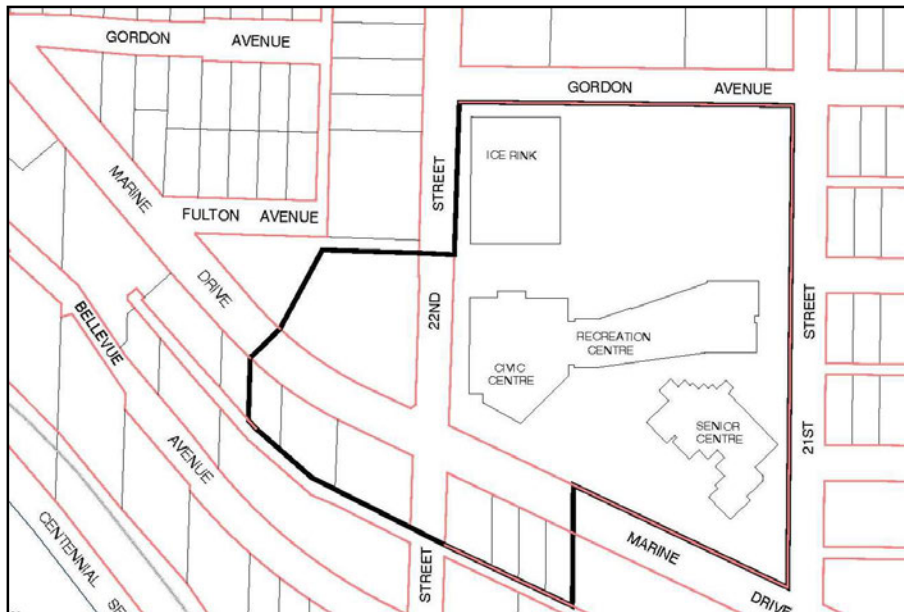 GORDON AVENUE
GORDON AVENUE
ICE RINK
MARINE
STREET
FULTON AVENUE
DRIVE
BELLEVUE
22ND
STREET
RECREATION
CENTRE
CIVIC
CENTRE
SENIOR
CENTRE
21ST
AVENUE
CENTENNIAL
MARINE
STREET
DRIVE